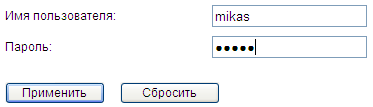 Имя пользователя: mikas
Пароль: ●●●●●
Применить Сбросить